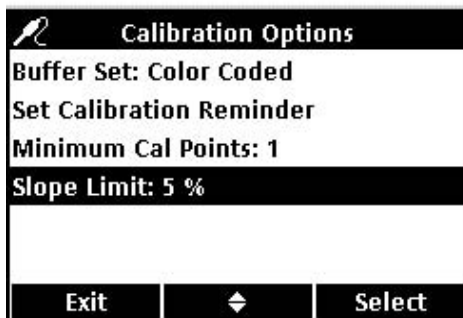 Calibration Options
Buffer Set: Color Coded
Set Calibration Reminder
Minimum Cal Points: 1
Slope Limit: 5 %
Exit Select